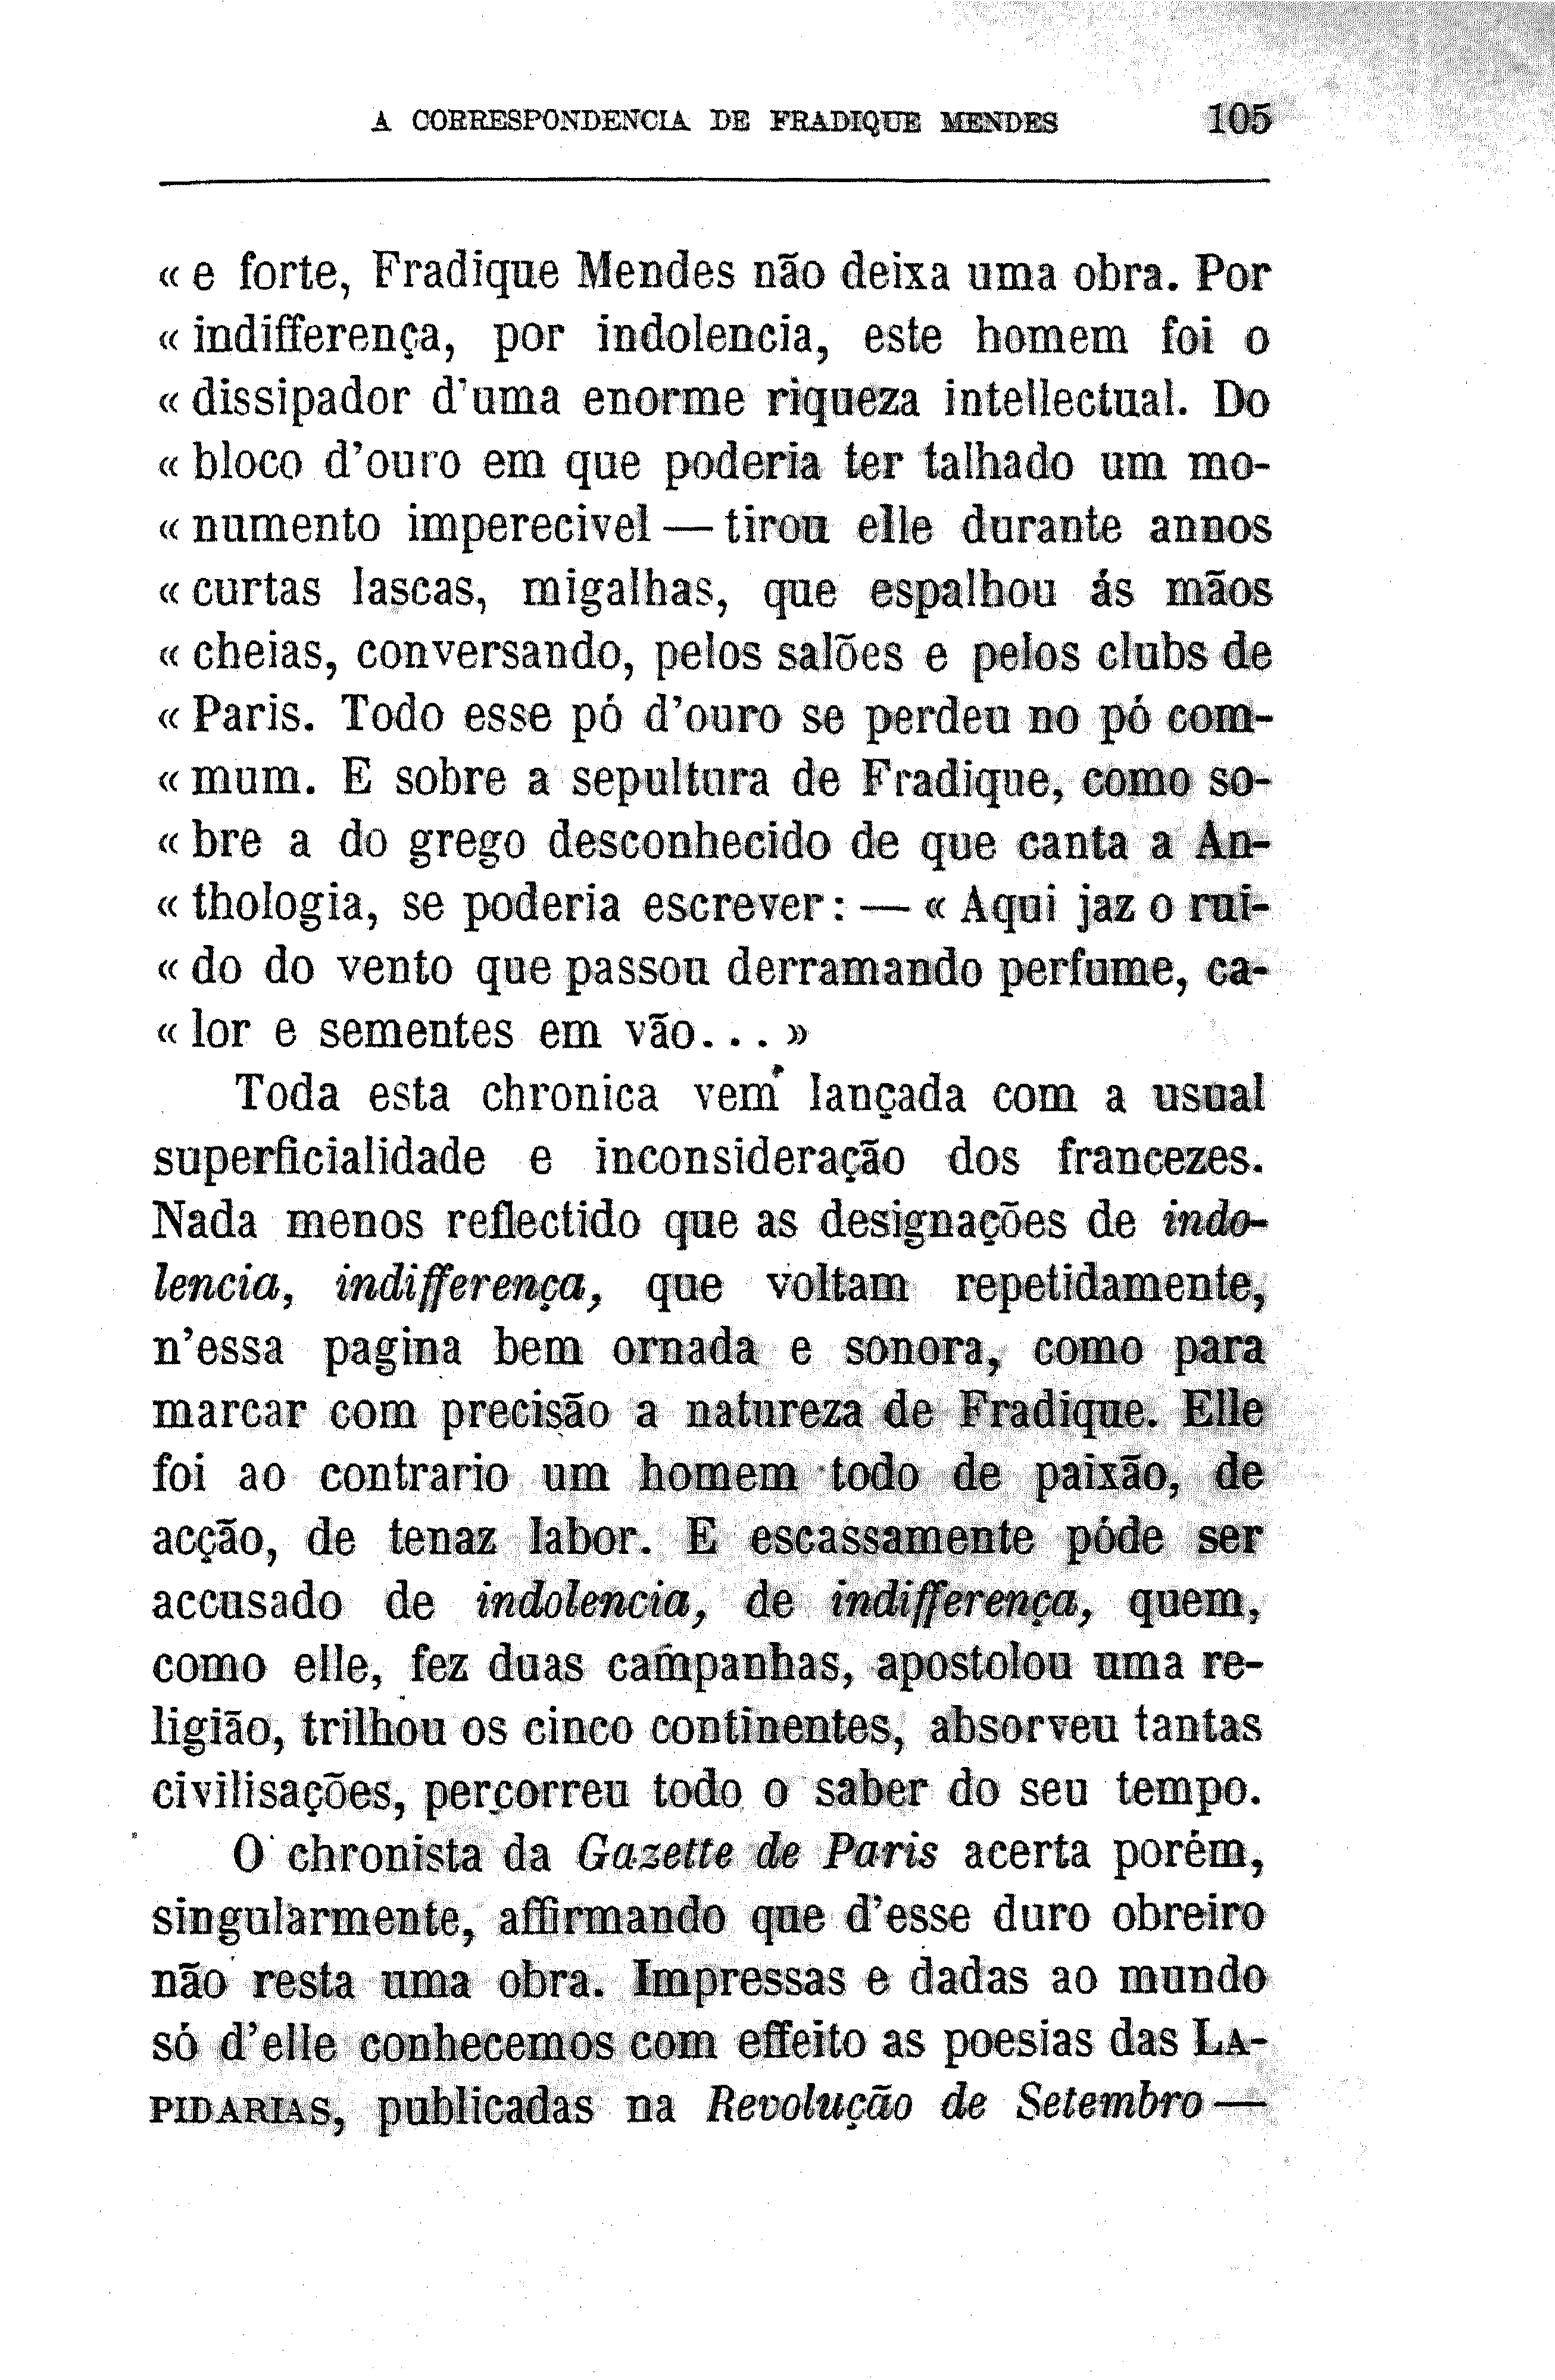 A CORRESPONDENCIA DE FRADIQUE MENDES 105
« e forte, Fradique Mendes não deixa uma obra. Por
« indifferença, por indolencia, este homem foi o
« dissipador d'uma enorme riqueza intellectual. Do
« bloco d'ouro em que poderia ter talhado um mo-
« numento imperecivel — tirou elle durante annos
« curtas lascas, migalhas, que espalhou ás mãos
« cheias, conversando, pelos salões e pelos clubs de
« Paris. Todo esse pó d'ouro se perdeu no pó com-
« mum. E sobre a sepultura de Fradique, como so-
« bre a do grego desconhecido de que canta a An-
« thologia, se poderia escrever: — « Aqui jaz o rui-
« do do vento que passou derramando perfume, ca-
« lor e sementes em vão... »
Toda esta chronica vem lançada com a usual
superficialidade e inconsideração dos francezes.
Nada menos reflectido que as designações de indo-
lencia, indifferença, que voltam repetidamente,
n'essa pagina bem ornada e sonora, como para
marcar com precisão a natureza de Fradique. Elle
foi ao contrario um homem todo de paixão, de
acção, de tenaz labor. E escassamente póde ser
accusado de indolencia, de indifferença, quem,
como elle, fez duas campanhas, apostolou uma re-
ligião, trilhou os cinco continentes, absorveu tantas
civilisações, percorreu todo o saber do seu tempo.
O chronista da Gazette de Paris acerta porém,
singularmente, affirmando que d'esse duro obreiro
não resta uma obra. Impressas e dadas ao mundo
só d'elle conhecemos com effeito as poesias das LA-
PIDARIAS, publicadas na Revolução de Setembro —